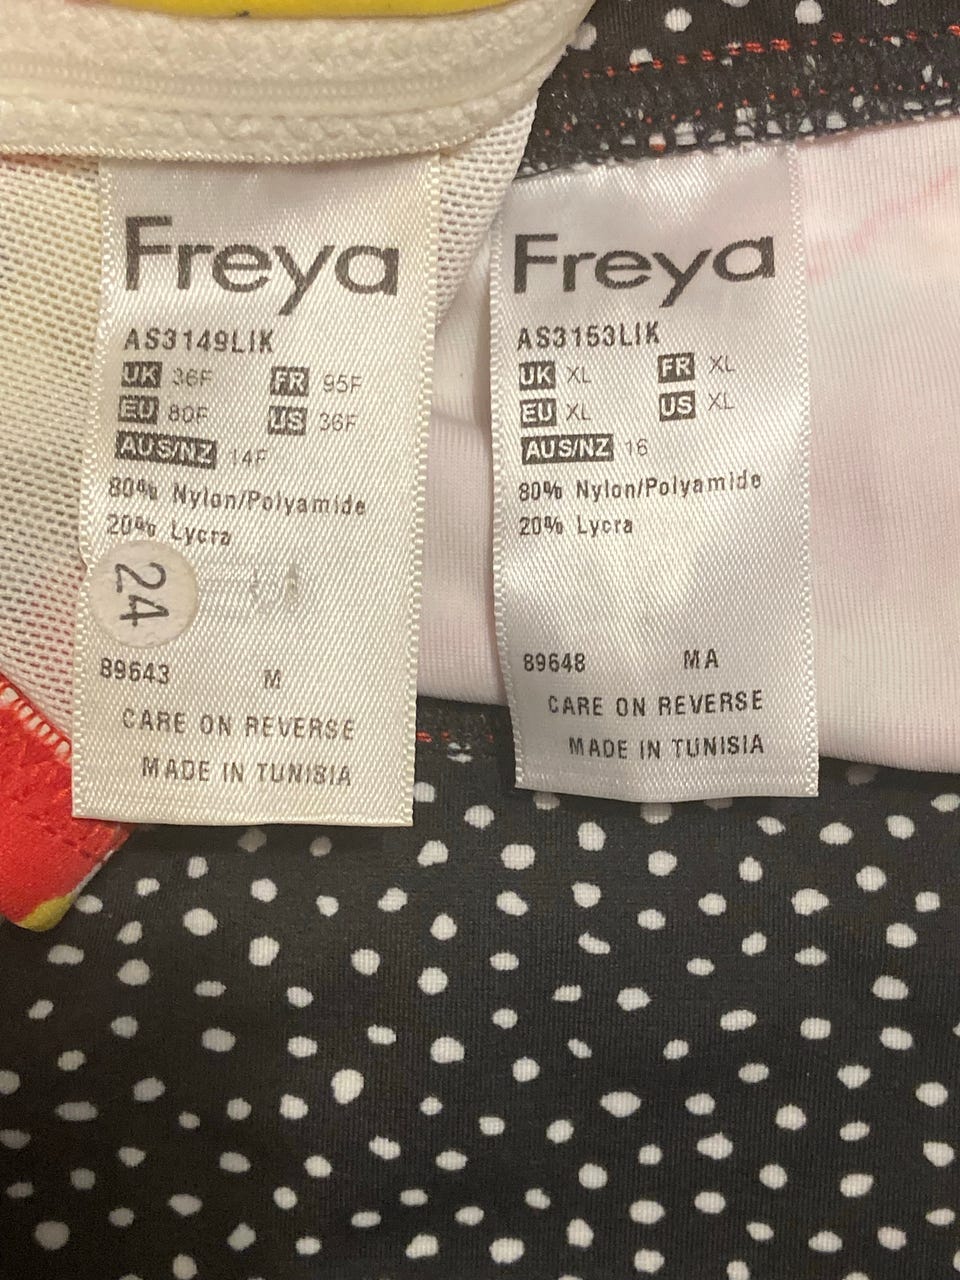 Freya
AS3149LIK
UK 36F FR 95F
EU 80F US 36F
AUS/NZ 14F
80% Nylon/Polyamide
20% Lycra
24
89643 M
CARE ON REVERSE
MADE IN TUNISIA
Freya
AS3153LIK
UK XL FR XL
EU XL US XL
AUS/NZ 16
80% Nylon/Polyamide
20% Lycra
89648 MA
CARE ON REVERSE
MADE IN TUNISIA